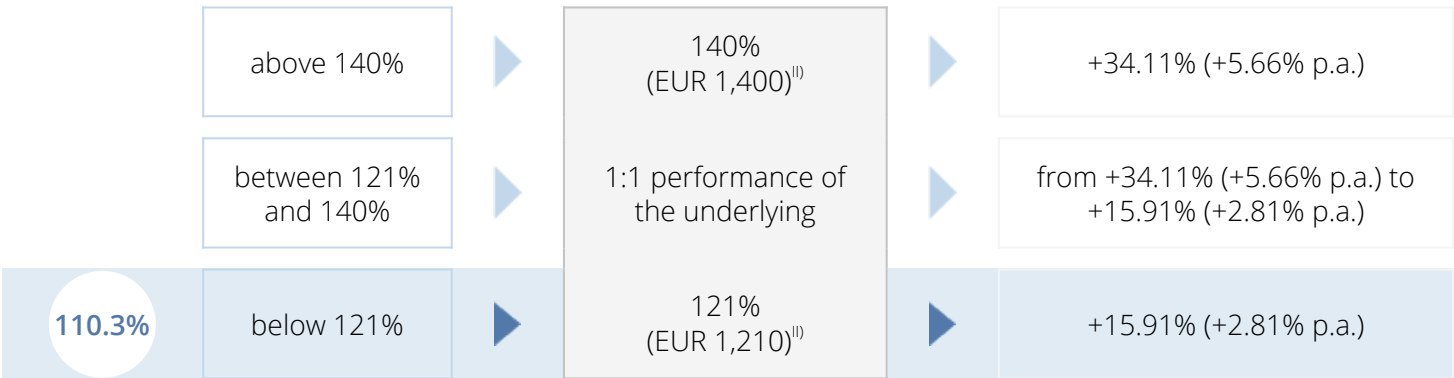 above 140%
140%
(EUR 1,400)II)
+34.11% (+5.66% p.a.)
between 121%
and 140%
1:1 performance of
the underlying
from +34.11% (+5.66% p.a.) to
+15.91% (+2.81% p.a.)
110.3%
below 121%
121%
(EUR 1,210)II)
+15.91% (+2.81% p.a.)